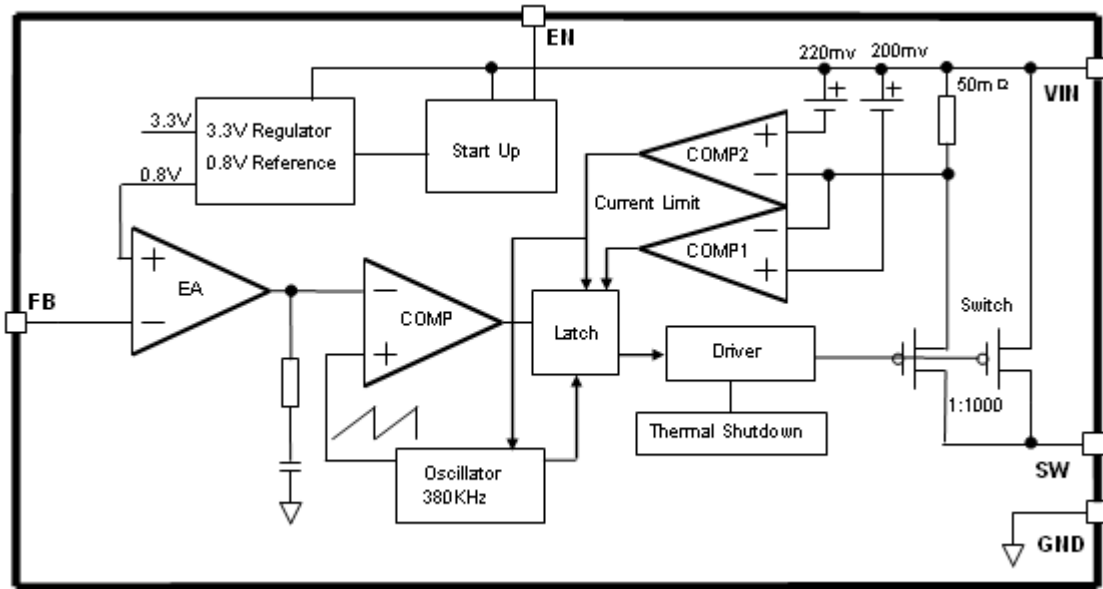 EN
220mv 200mv
50mΩ
VIN
3.3V
3.3V Regulator
0.8V Reference
0.8V
Start Up
+
+
+
COMP2
−
Current Limit
−
COMP1
+
+
EA
−
FB
−
COMP
+
Latch
Driver
Switch
1:1000
Thermal Shutdown
Oscillator
380KHz
SW
GND